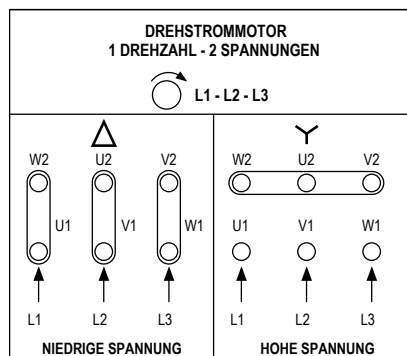 DREHSTROMMOTOR
1 DREHZAHL - 2 SPANNUNGEN
L1 - L2 - L3
W2 U2 V2
U1 V1 W1
L1 L2 L3
NIEDRIGE SPANNUNG
W2 U2 V2
U1 V1 W1
L1 L2 L3
HOHE SPANNUNG